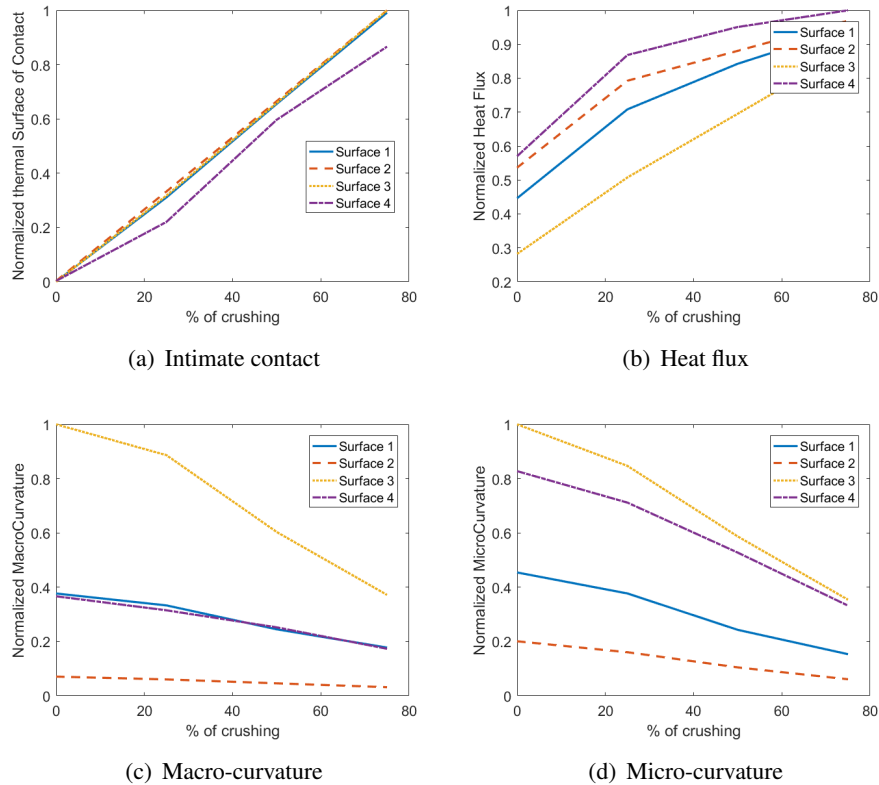 Normalized thermal Surface of Contact
1
0.8
0.6
0.4
0.2
0
0 20 40 60 80
% of crushing
Surface 1
Surface 2
Surface 3
Surface 4
(a) Intimate contact
Normalized Heat Flux
1
0.9
0.8
0.7
0.6
0.5
0.4
0.3
0.2
0 20 40 60 80
% of crushing
Surface 1
Surface 2
Surface 3
Surface 4
(b) Heat flux
Normalized MacroCurvature
1
0.8
0.6
0.4
0.2
0
0 20 40 60 80
% of crushing
Surface 1
Surface 2
Surface 3
Surface 4
(c) Macro-curvature
Normalized MicroCurvature
1
0.8
0.6
0.4
0.2
0
0 20 40 60 80
% of crushing
Surface 1
Surface 2
Surface 3
Surface 4
(d) Micro-curvature